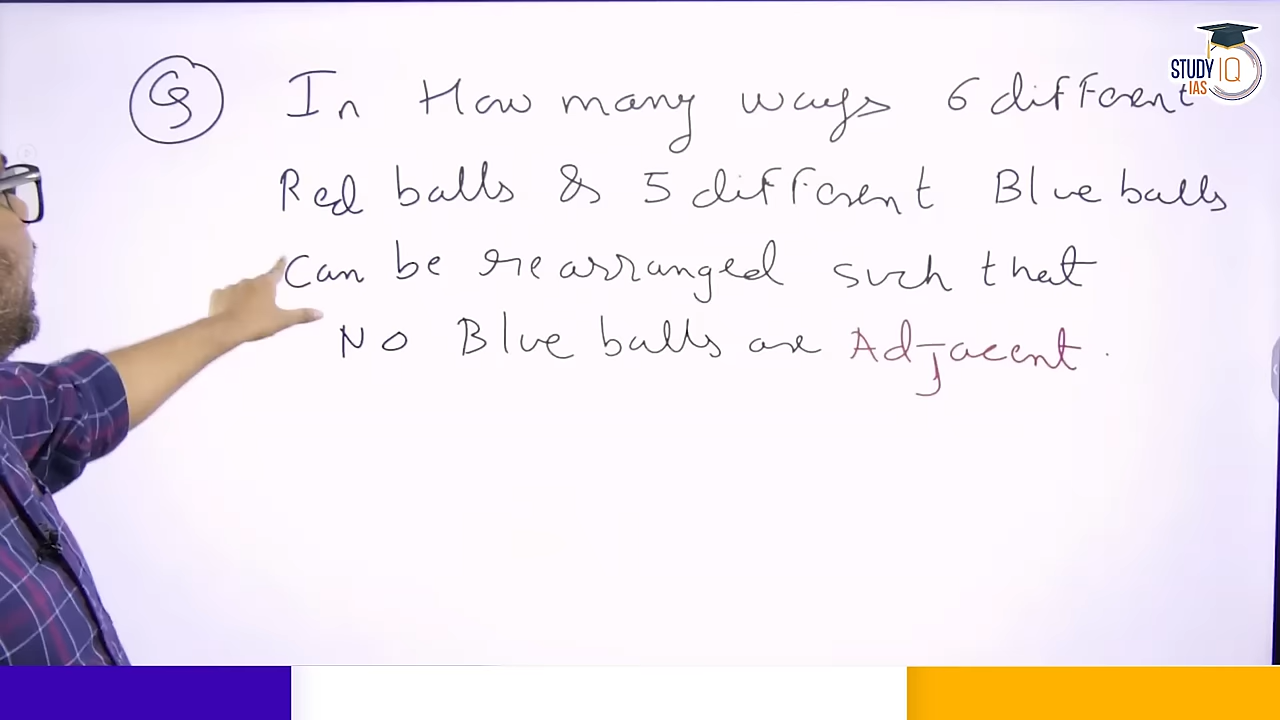 Q In How many ways 6 different
Red balls & 5 different Blue balls
can be rearranged such that
No Blue balls are Adjacent.
STUDY IQ
IAS